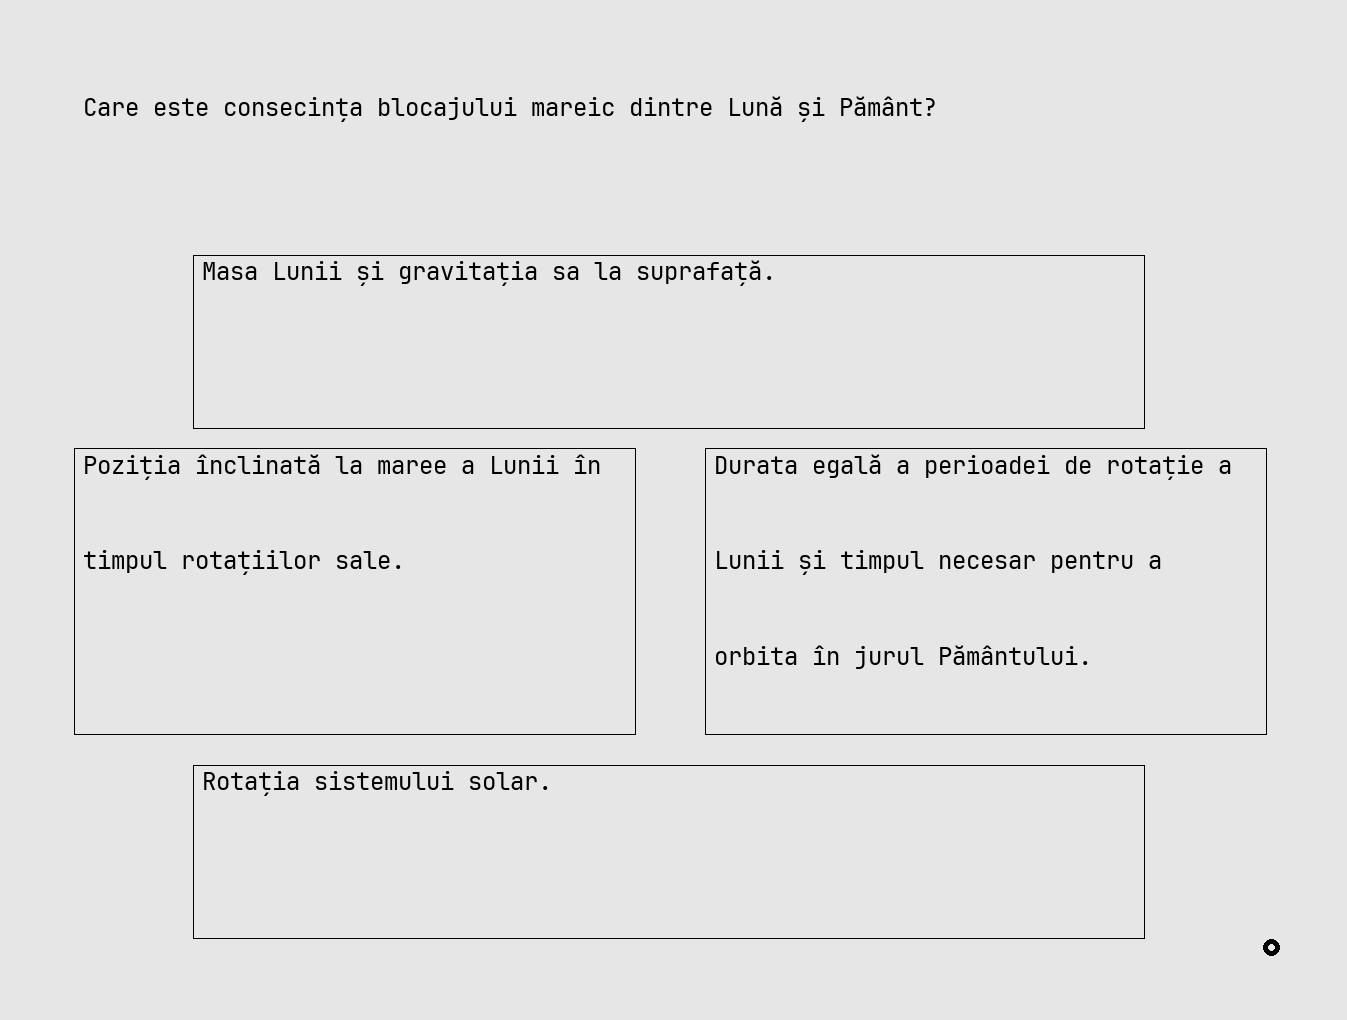 Care este consecința blocajului mareic dintre Lună și Pământ?
Masa Lunii și gravitația sa la suprafață.
Poziția înclinată la maree a Lunii în
timpul rotațiilor sale.
Durata egală a perioadei de rotație a
Lunii și timpul necesar pentru a
orbita în jurul Pământului.
Rotația sistemului solar.